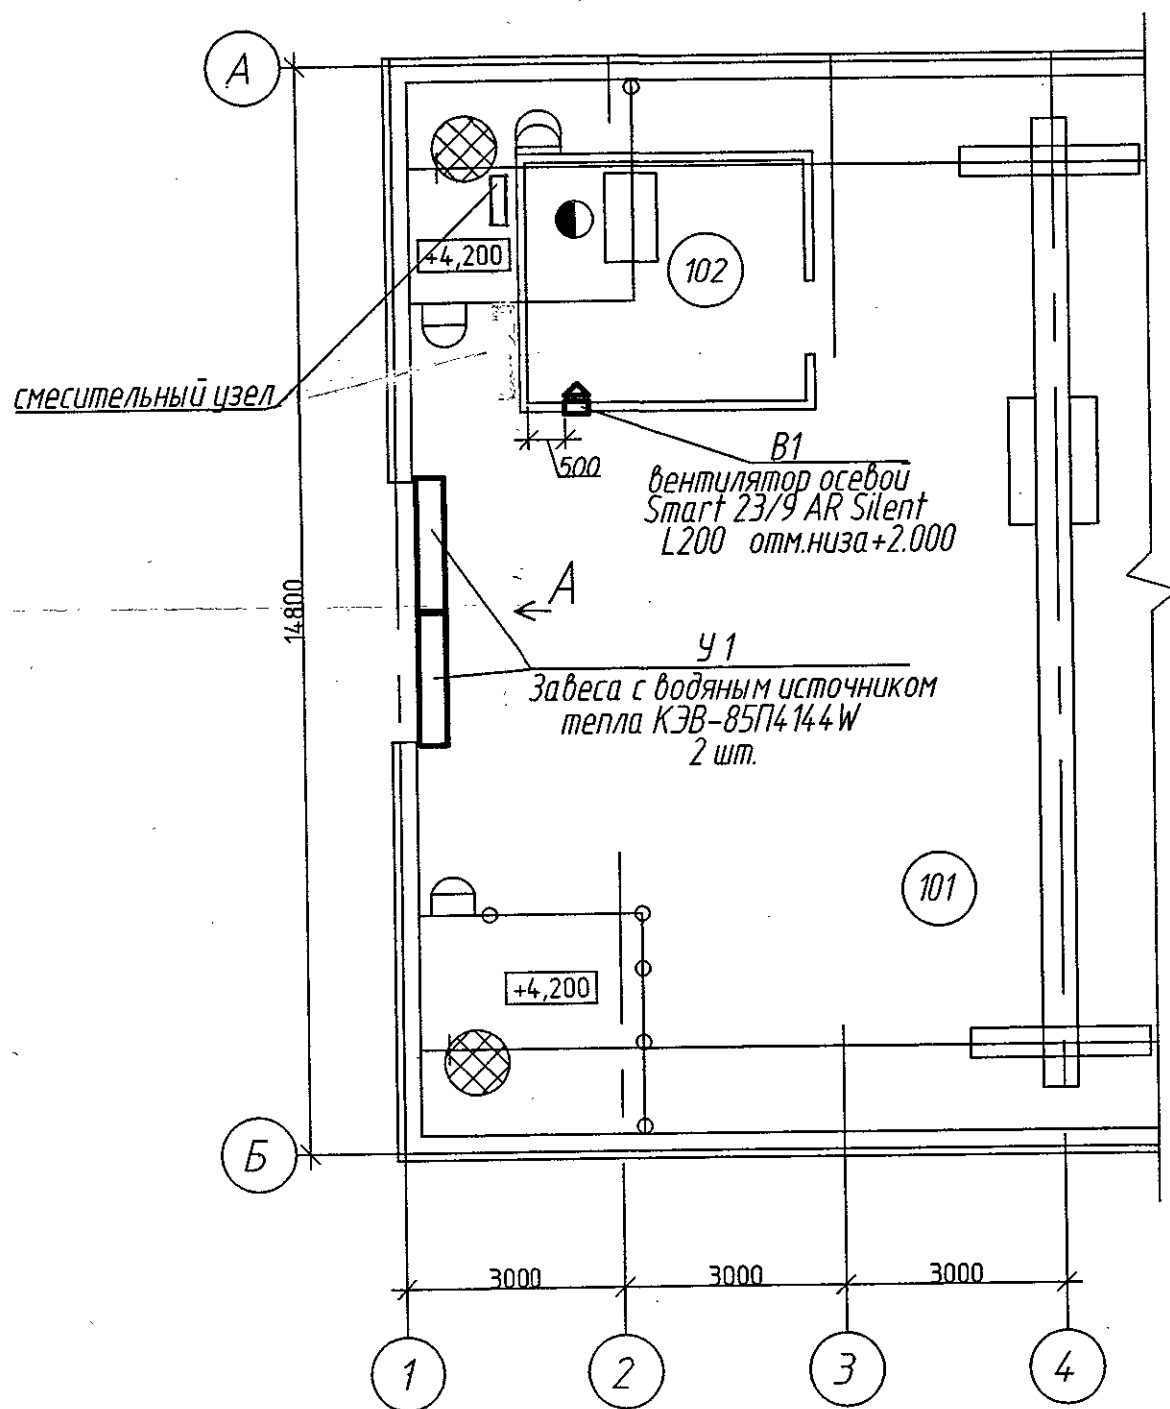 А
+4,200
102
смесительный узел
500
В1
вентилятор осевой
Smart 23/9 AR Silent
L200 отм.низа+2.000
А
14800
У1
Завеса с водяным источником
тепла КЭВ-85П4144W
2 шт.
101
+4,200
Б
3000
3000
3000
1
2
3
4